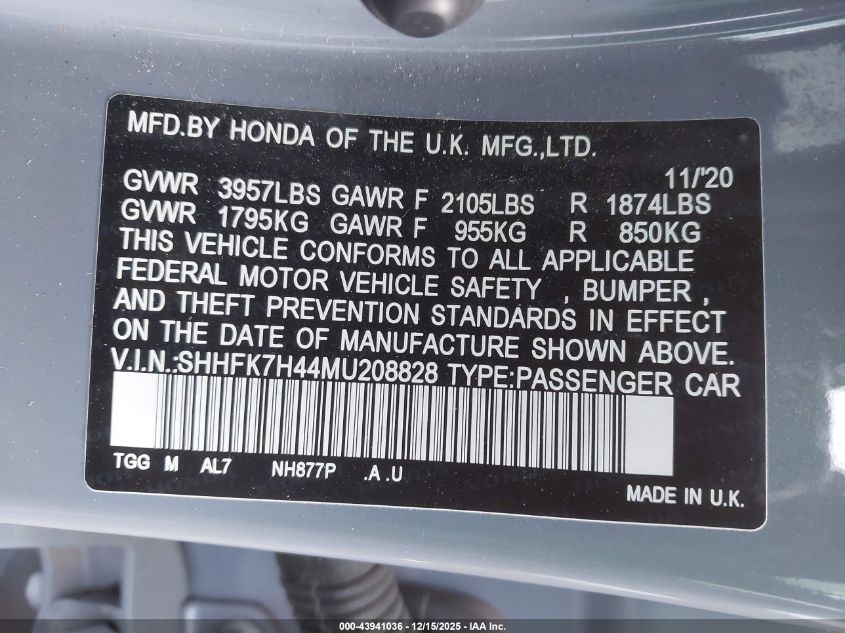 MFD.BY HONDA OF THE U.K. MFG.,LTD.
11/'20
GVWR 3957LBS GAWR F 2105LBS R 1874LBS
GVWR 1795KG GAWR F 955KG R 850KG
THIS VEHICLE CONFORMS TO ALL APPLICABLE
FEDERAL MOTOR VEHICLE SAFETY , BUMPER ,
AND THEFT PREVENTION STANDARDS IN EFFECT
ON THE DATE OF MANUFACTURE SHOWN ABOVE.
V.I.N.:SHHFK7H44MU208828 TYPE:PASSENGER CAR
TGG M AL7 NH877P .A .U
MADE IN U.K.
000-43941036 - 12/15/2025 - IAA Inc.